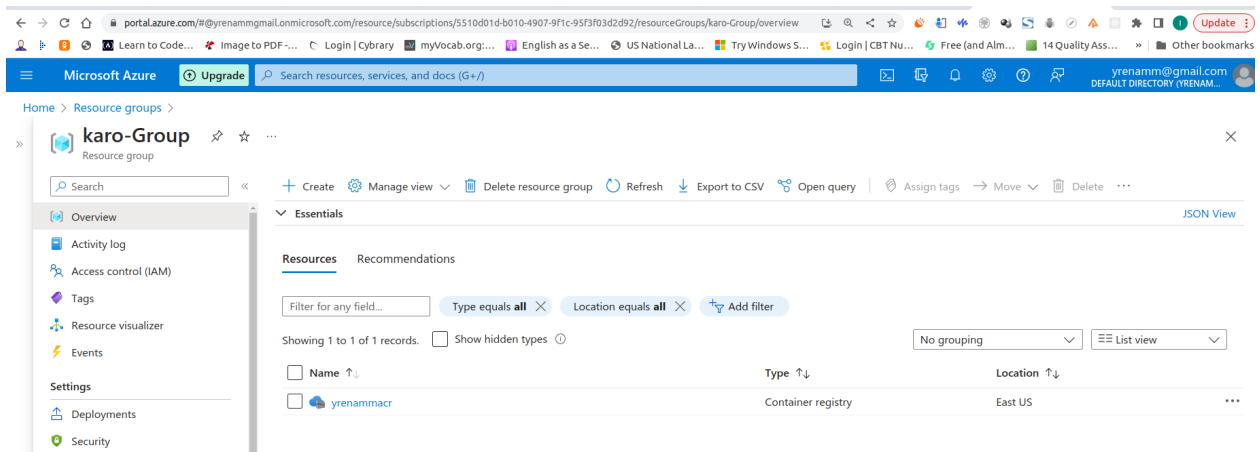 portal.azure.com/#@yrenammgmail.onmicrosoft.com/resource/subscriptions/5510d01d-b010-4907-9f1c-95f3f03d2d92/resourceGroups/karo-Group/overview Update
Learn to Code... Image to PDF -... Login | Cybrary myVocab.org:... English as a Se... US National La... Try Windows S... Login | CBT Nu... Free (and Alm... 14 Quality Ass... » Other bookmarks
Microsoft Azure Upgrade Search resources, services, and docs (G+/) yrenamm@gmail.com
DEFAULT DIRECTORY (YRENAM...
Home > Resource groups >
karo-Group ...
Resource group
Search « Create Manage view Delete resource group Refresh Export to CSV Open query Assign tags Move Delete ...
Overview
Essentials JSON View
Activity log
Access control (IAM)
Resources Recommendations
Tags
Filter for any field... Type equals all Location equals all Add filter
Resource visualizer
Showing 1 to 1 of 1 records. Show hidden types No grouping List view
Events
Name Type Location
Settings
yrenammacr Container registry East US ...
Deployments
Security